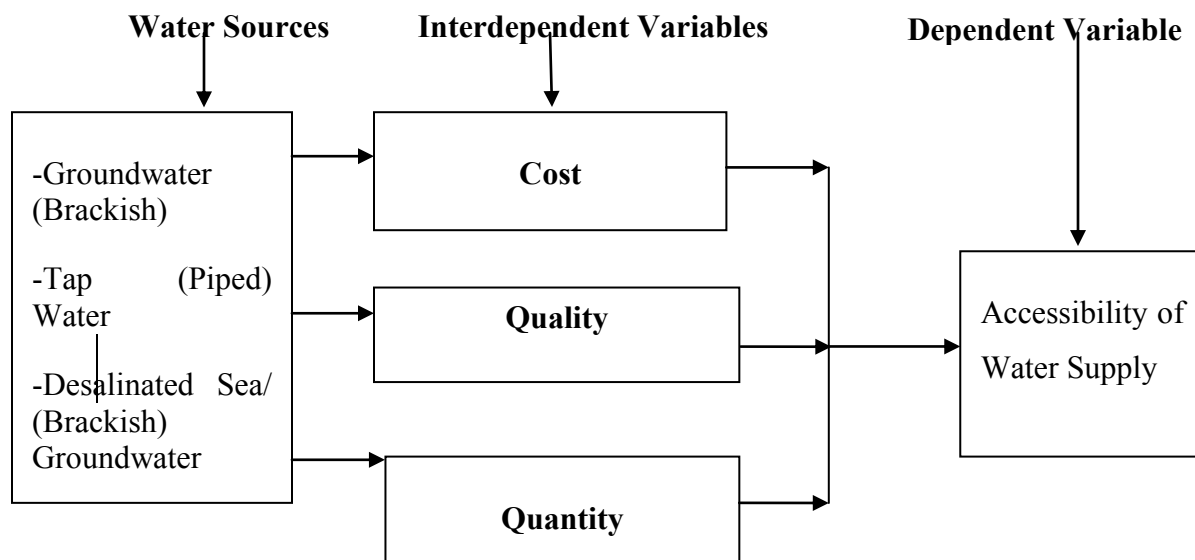 Water Sources
Interdependent Variables
Dependent Variable
-Groundwater
(Brackish)
-Tap (Piped)
Water
-Desalinated Sea/
(Brackish)
Groundwater
Cost
Quality
Quantity
Accessibility of
Water Supply